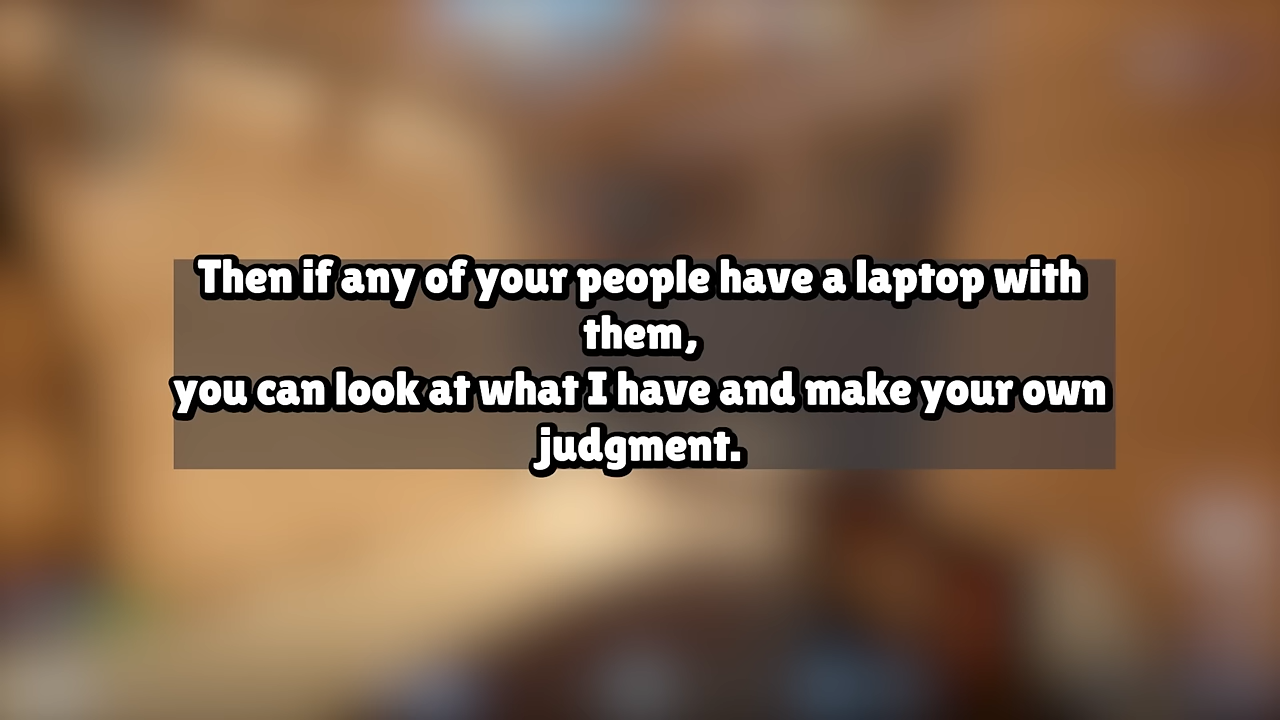 Then if any of your people have a laptop with
them,
you can look at what I have and make your own
judgment.